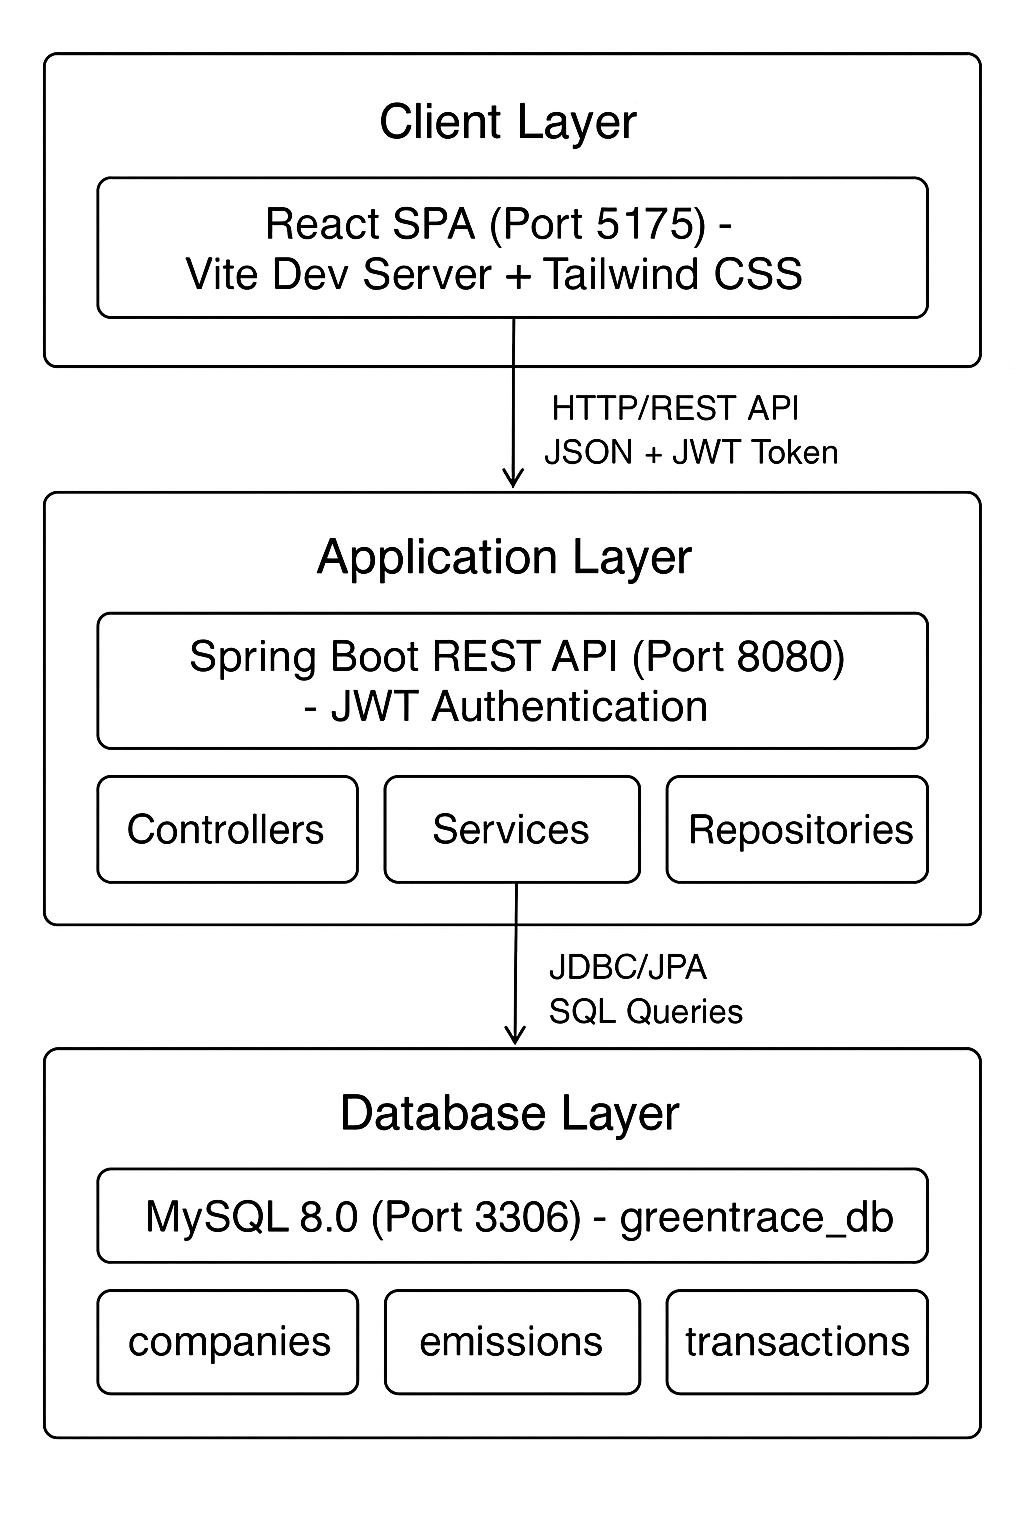 Client Layer
React SPA (Port 5175) -
Vite Dev Server + Tailwind CSS
HTTP/REST API
JSON + JWT Token
Application Layer
Spring Boot REST API (Port 8080)
- JWT Authentication
Controllers
Services
Repositories
JDBC/JPA
SQL Queries
Database Layer
MySQL 8.0 (Port 3306) - greentrace_db
companies
emissions
transactions